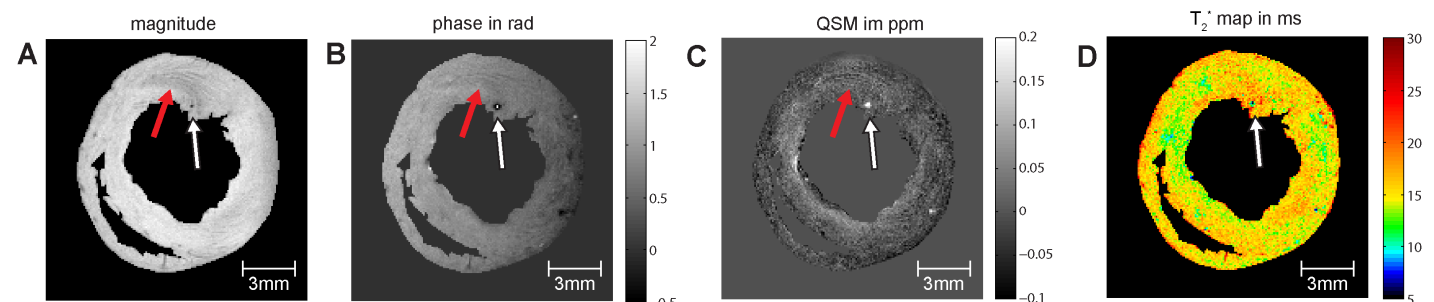 magnitude
phase in rad
QSM im ppm
T2* map in ms
A
B
C
D
2
1.5
1
0.5
0
-0.5
0.2
0.15
0.1
0.05
0
−0.05
−0.1
30
25
20
15
10
5
3mm
3mm
3mm
3mm